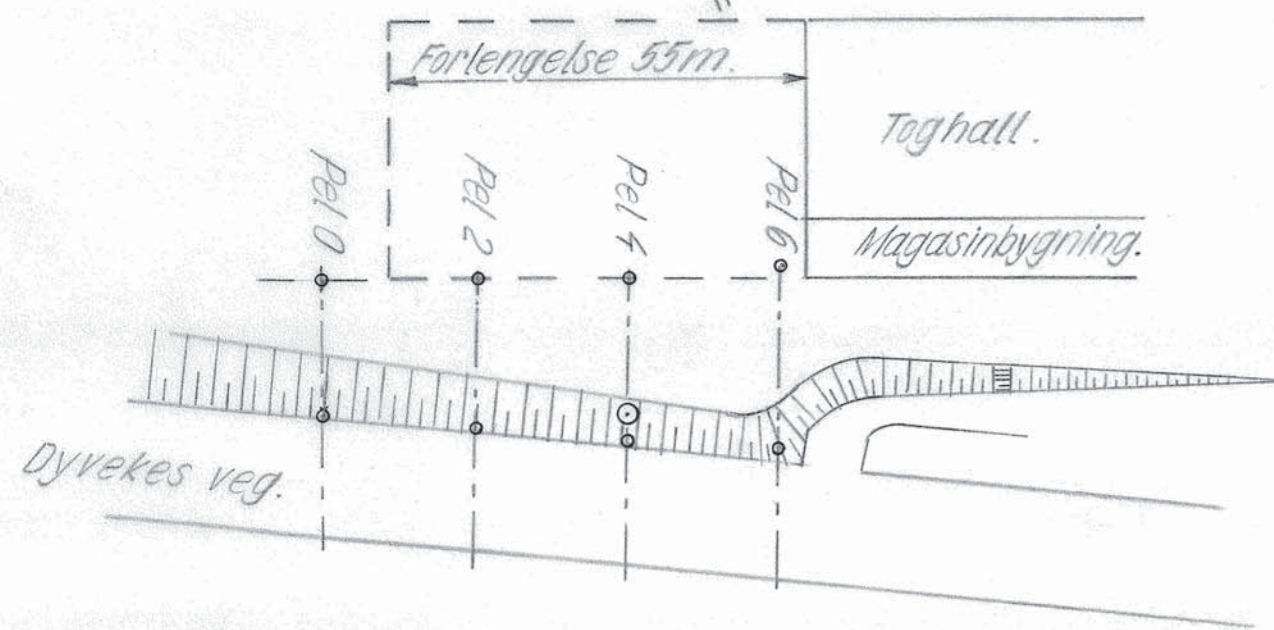 Forlengelse 55m.
Toghall.
Pel 0
Pel 2
Pel 4
Pel 6
Magasinbygning.
Dyvekes veg.